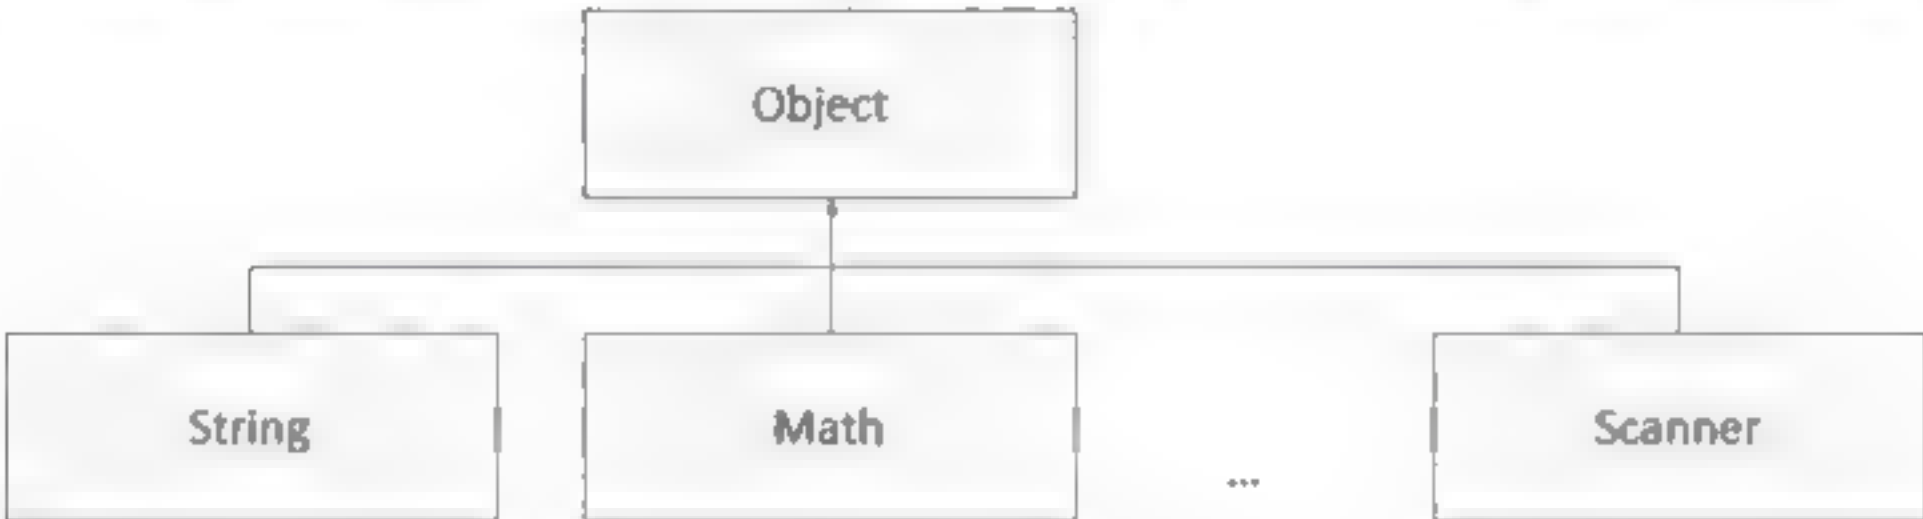 Object
String
Math
...
Scanner